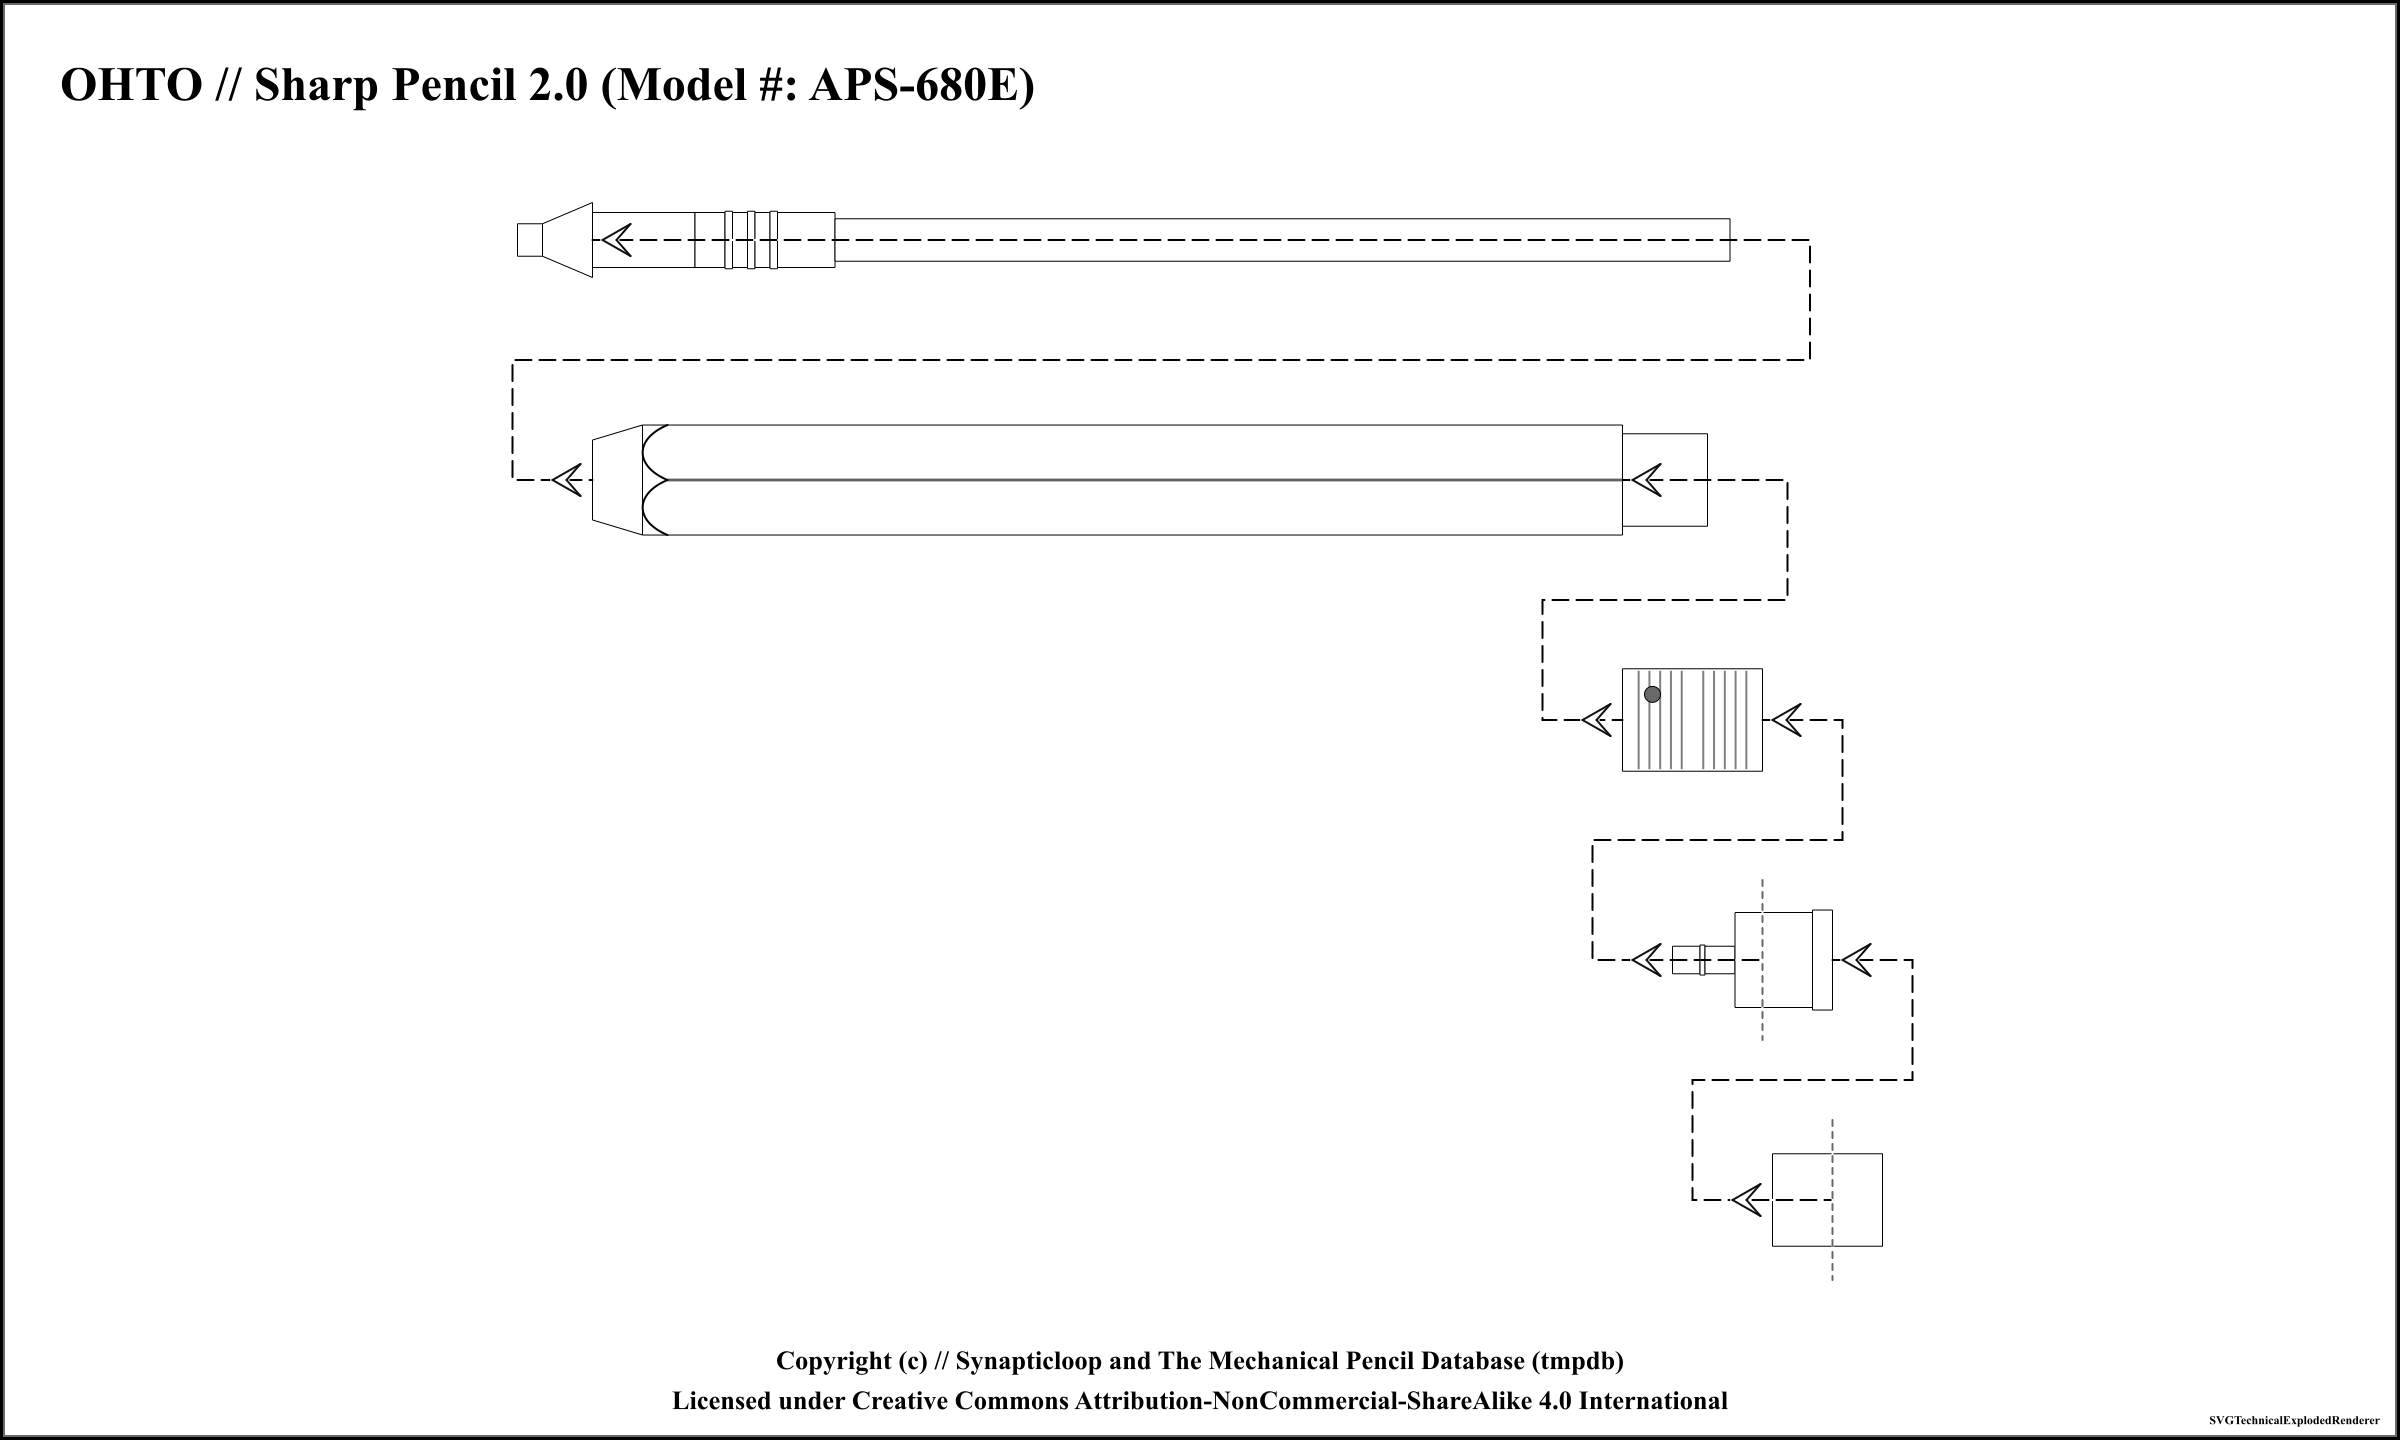 OHTO // Sharp Pencil 2.0 (Model #: APS-680E)
Copyright (c) // Synapticloop and The Mechanical Pencil Database (tmpdb)
Licensed under Creative Commons Attribution-NonCommercial-ShareAlike 4.0 International
SVGTechnicalExplodedRenderer